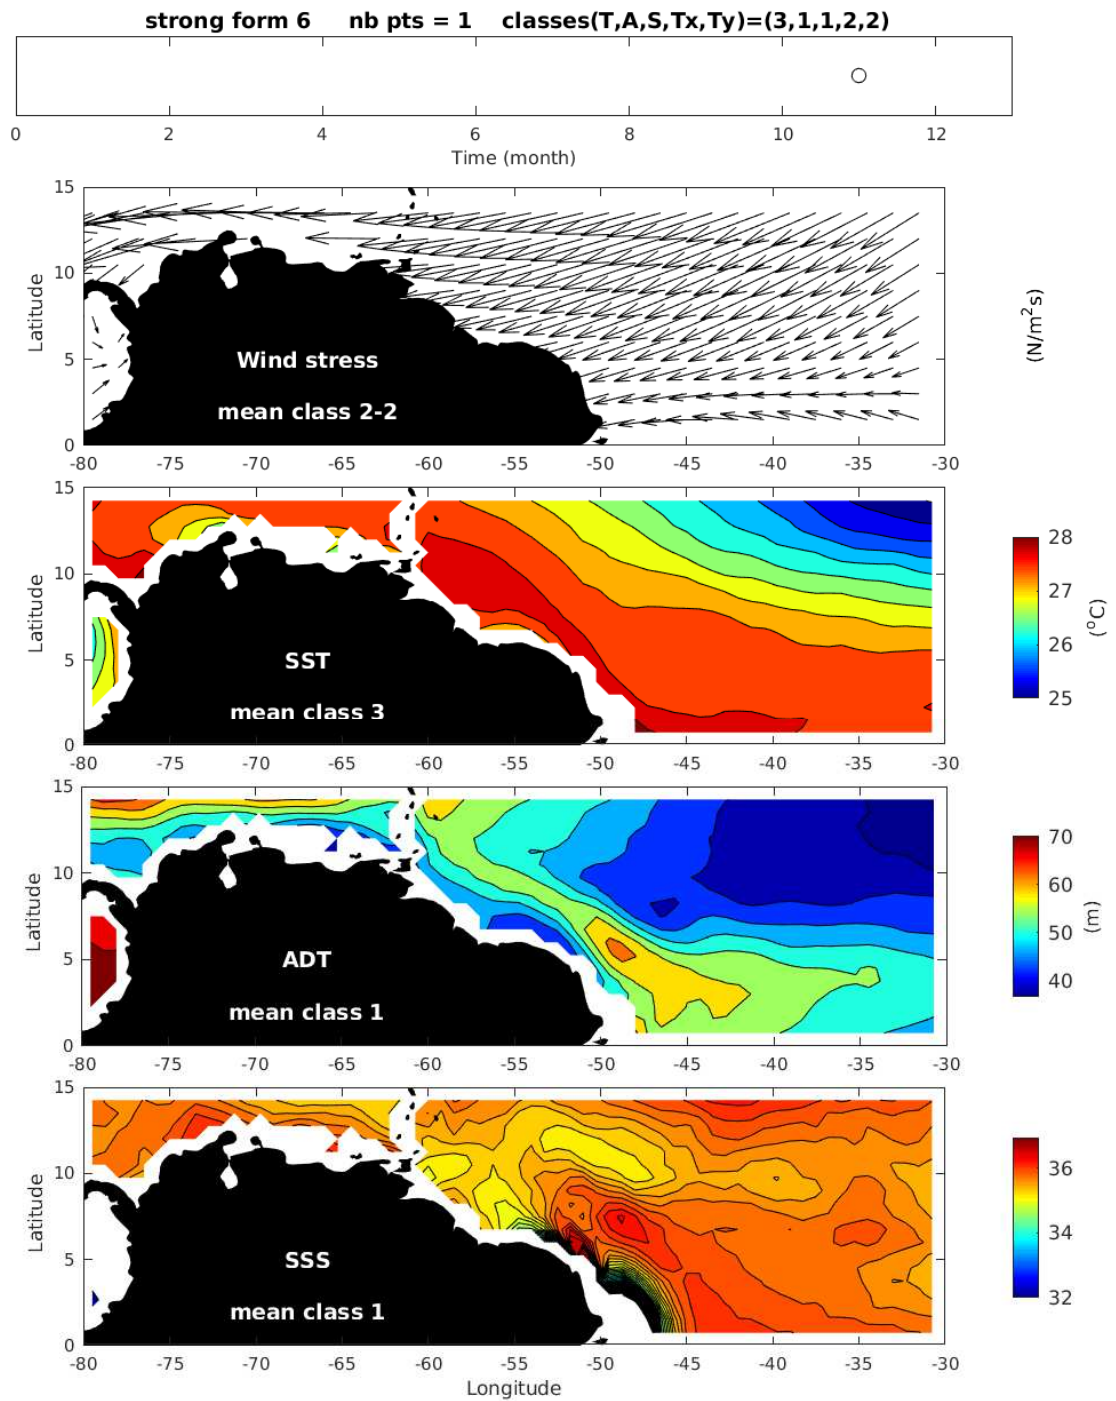 strong form 6 nb pts = 1 classes(T,A,S,Tx,Ty)=(3,1,1,2,2)
0 2 4 6 8 10 12
Time (month)
15
10
5
0
Latitude
Wind stress
mean class 2-2
(N/m²s)
-80 -75 -70 -65 -60 -55 -50 -45 -40 -35 -30
15
10
5
0
Latitude
SST
mean class 3
28
27
26
25
(°C)
-80 -75 -70 -65 -60 -55 -50 -45 -40 -35 -30
15
10
5
0
Latitude
ADT
mean class 1
70
60
50
40
(m)
-80 -75 -70 -65 -60 -55 -50 -45 -40 -35 -30
15
10
5
0
Latitude
SSS
mean class 1
36
34
32
-80 -75 -70 -65 -60 -55 -50 -45 -40 -35 -30
Longitude